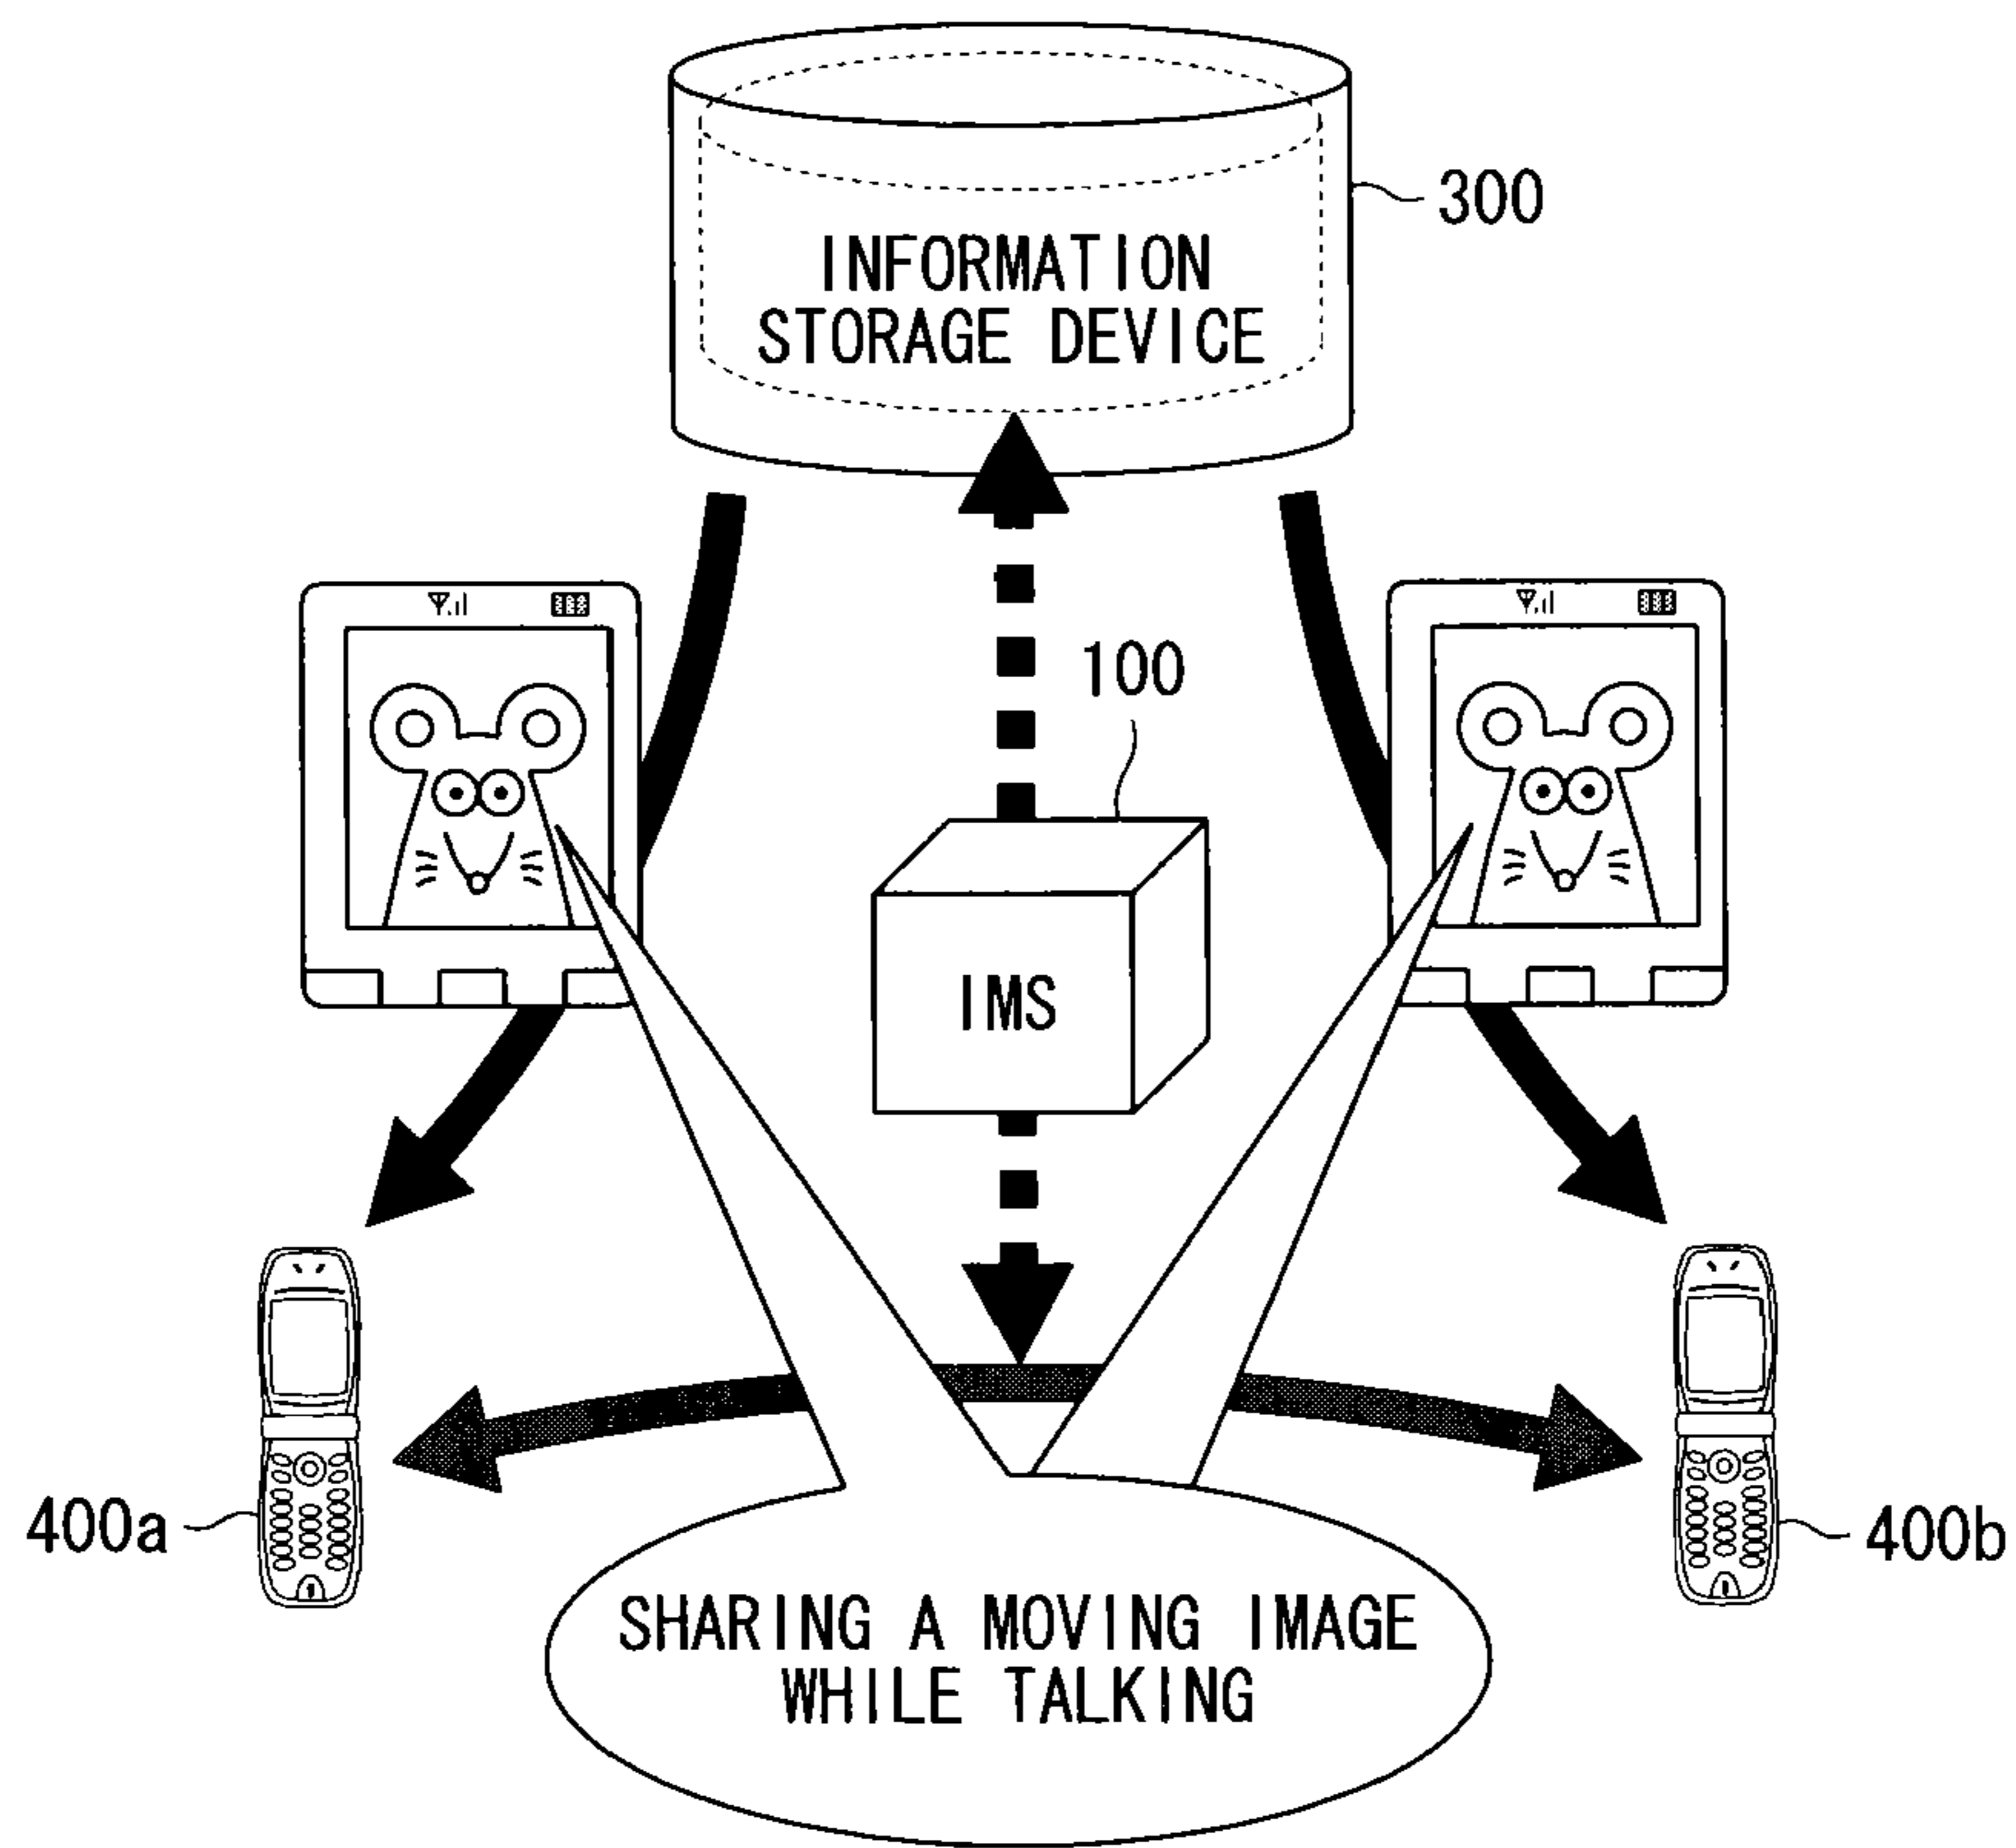 INFORMATION
STORAGE DEVICE
300
100
IMS
400a
400b
SHARING A MOVING IMAGE
WHILE TALKING